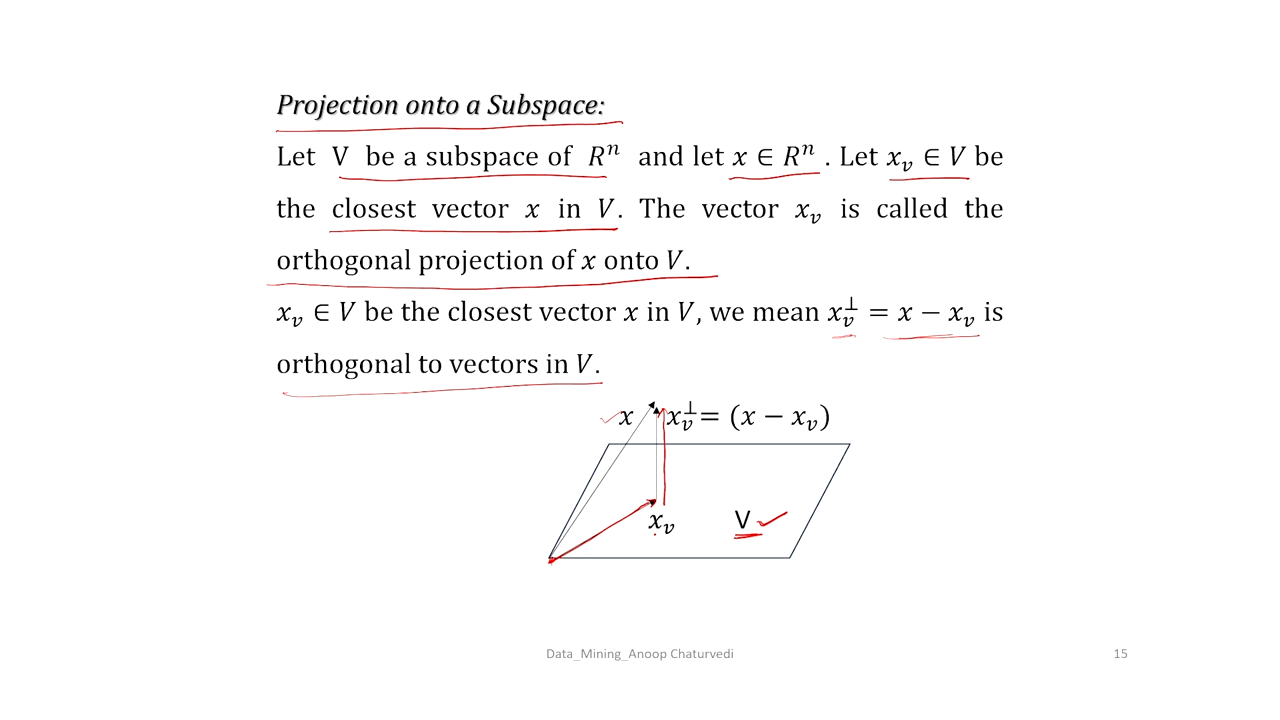 Projection onto a Subspace:
Let V be a subspace of Rⁿ and let x ∈ Rⁿ . Let xᵥ ∈ V be
the closest vector x in V. The vector xᵥ is called the
orthogonal projection of x onto V.
xᵥ ∈ V be the closest vector x in V, we mean xᵥ⊥ = x − xᵥ is
orthogonal to vectors in V.
x xᵥ⊥= (x − xᵥ)
xᵥ V
Data_Mining_Anoop Chaturvedi 15